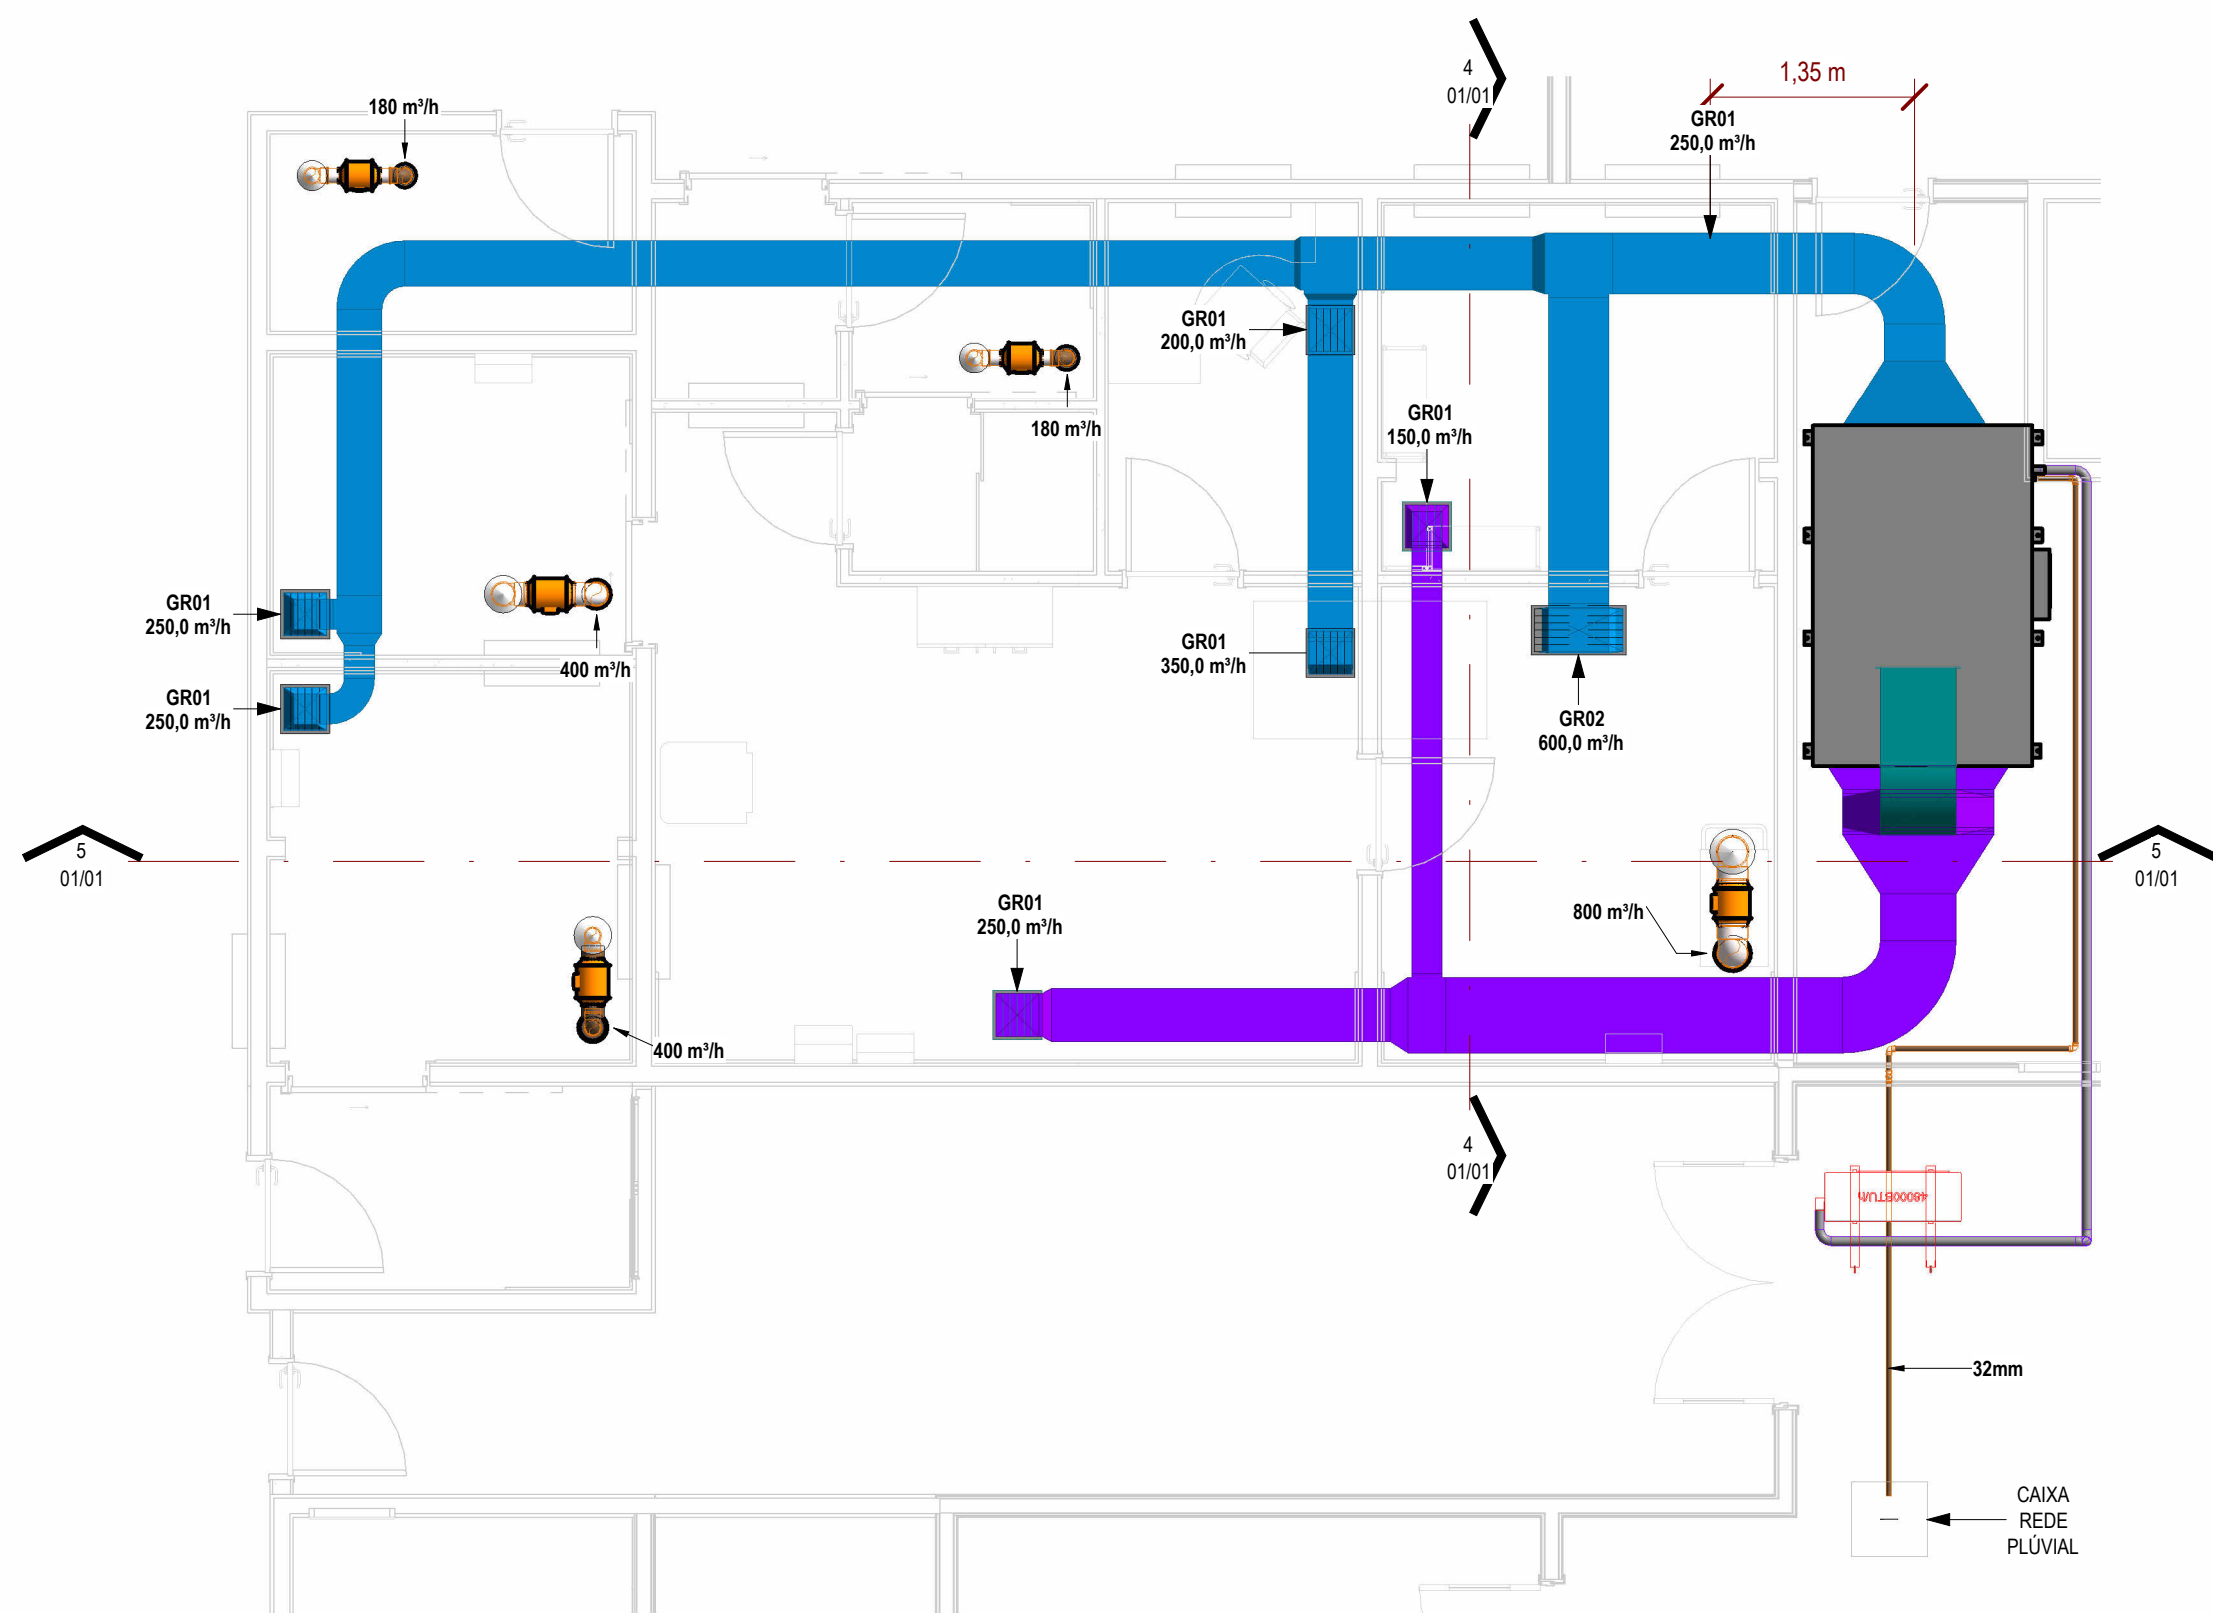 4
01/01
1,35 m
180 m³/h
GR01
250,0 m³/h
GR01
200,0 m³/h
180 m³/h
GR01
150,0 m³/h
GR01
250,0 m³/h
400 m³/h
GR01
350,0 m³/h
GR01
250,0 m³/h
GR02
600,0 m³/h
5
01/01
5
01/01
GR01
250,0 m³/h
800 m³/h
400 m³/h
4
01/01
48000BTU/h
32mm
CAIXA
REDE
PLÚVIAL